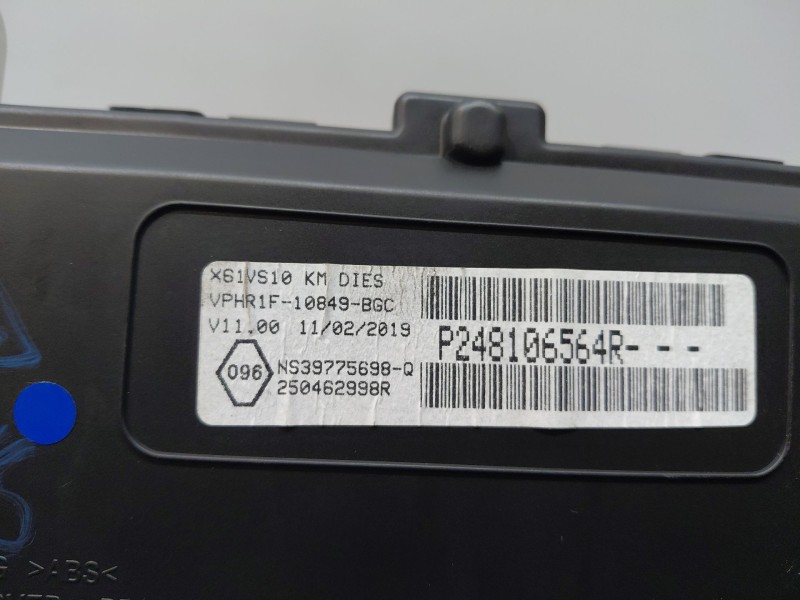 X61VS10 KM DIES
VPHR1F-10849-BGC
V11.00 11/02/2019
P248106564R---
096
NS39775698-Q
250462998R
>ABS<